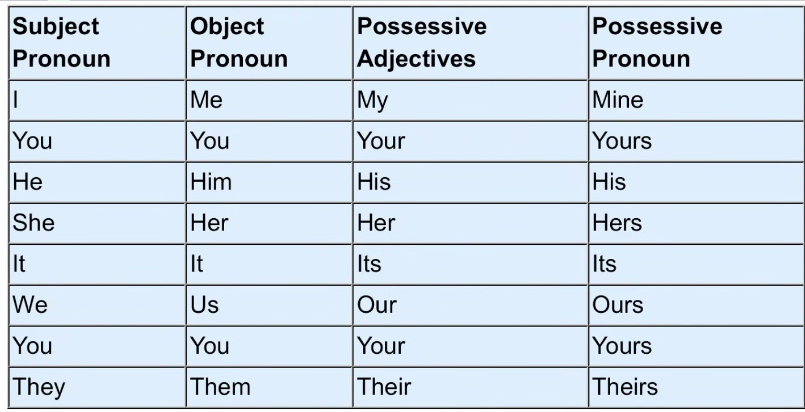 Subject Pronoun Object Pronoun Possessive Adjectives Possessive Pronoun
I Me My Mine
You You Your Yours
He Him His His
She Her Her Hers
It It Its Its
We Us Our Ours
You You Your Yours
They Them Their Theirs